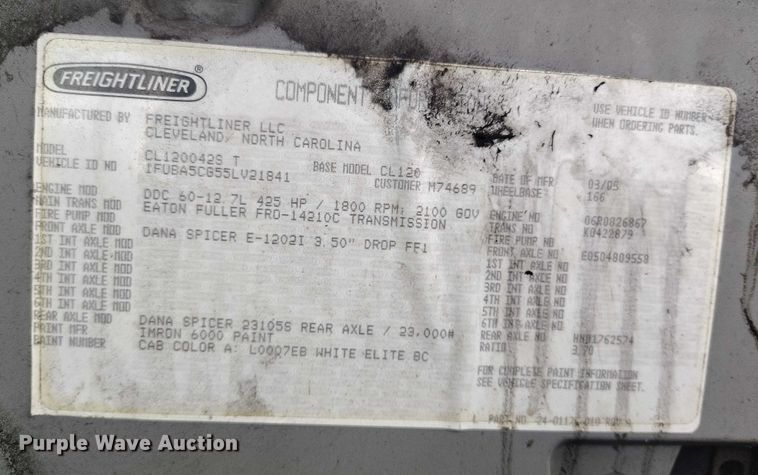 FREIGHTLINER®
COMPONENT INFORMATION
USE VEHICLE ID NUMBER
WHEN ORDERING PARTS.
MANUFACTURED BY FREIGHTLINER LLC
CLEVELAND, NORTH CAROLINA
CL120042S T BASE MODEL CL120 DATE OF MFR 03/05
1FUBA5CG55LV21841 CUSTOMER M74689 WHEELBASE 166
ENGINE MOD DDC 60-12.7L 425 HP / 1800 RPM; 2100 GOV ENGINE NO 06R0826867
MAIN TRANS MOD EATON FULLER FRO-14210C TRANSMISSION TRANS NO K0422879
FIRE PUMP MOD FIRE PUMP NO
FRONT AXLE MOD DANA SPICER E-1202I 3.50" DROP FF1 FRONT AXLE NO E0504809558
1ST INT AXLE MOD 1ST INT AXLE NO
2ND INT AXLE MOD 2ND INT AXLE NO
3RD INT AXLE MOD 3RD INT AXLE NO
4TH INT AXLE MOD 4TH INT AXLE NO
5TH INT AXLE MOD 5TH INT AXLE NO
6TH INT AXLE MOD 6TH INT AXLE NO
REAR AXLE MOD DANA SPICER 23105S REAR AXLE / 23,000# REAR AXLE NO 1762574
PAINT MFR IMRON 6000 PAINT RATIO 3.70
PAINT NUMBER CAB COLOR A: L0007EB WHITE ELITE BC
FOR COMPLETE PAINT INFORMATION
SEE VEHICLE SPECIFICATION SHEET.
PART NO.
Purple Wave Auction